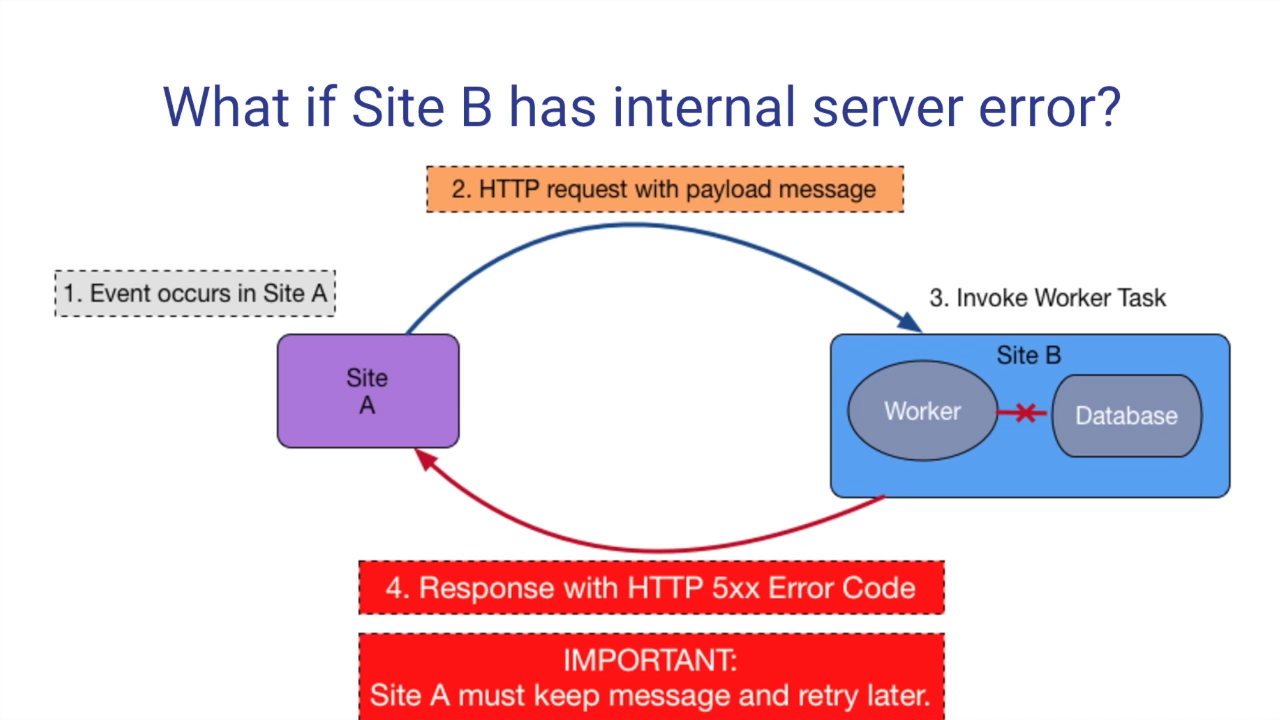 What if Site B has internal server error?
2. HTTP request with payload message
1. Event occurs in Site A
3. Invoke Worker Task
Site
A
Site B
Worker
Database
4. Response with HTTP 5xx Error Code
IMPORTANT:
Site A must keep message and retry later.